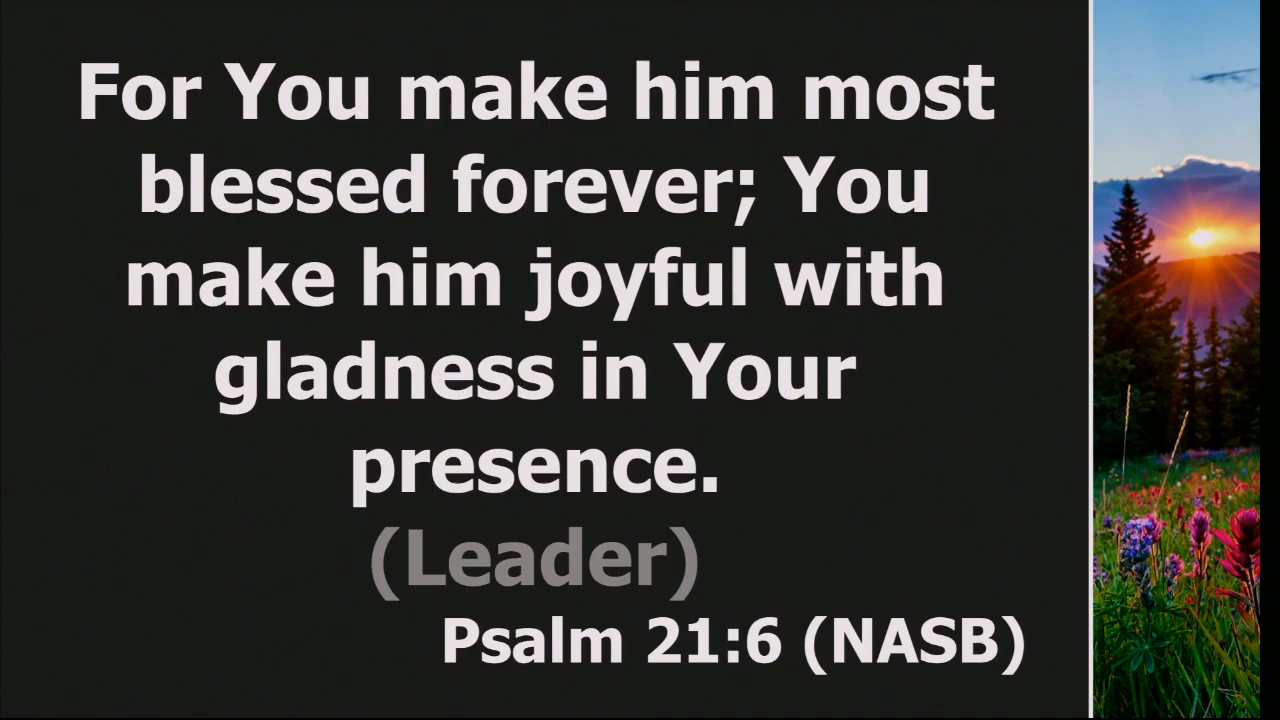 For You make him most
blessed forever; You
make him joyful with
gladness in Your
presence.
(Leader)
Psalm 21:6 (NASB)